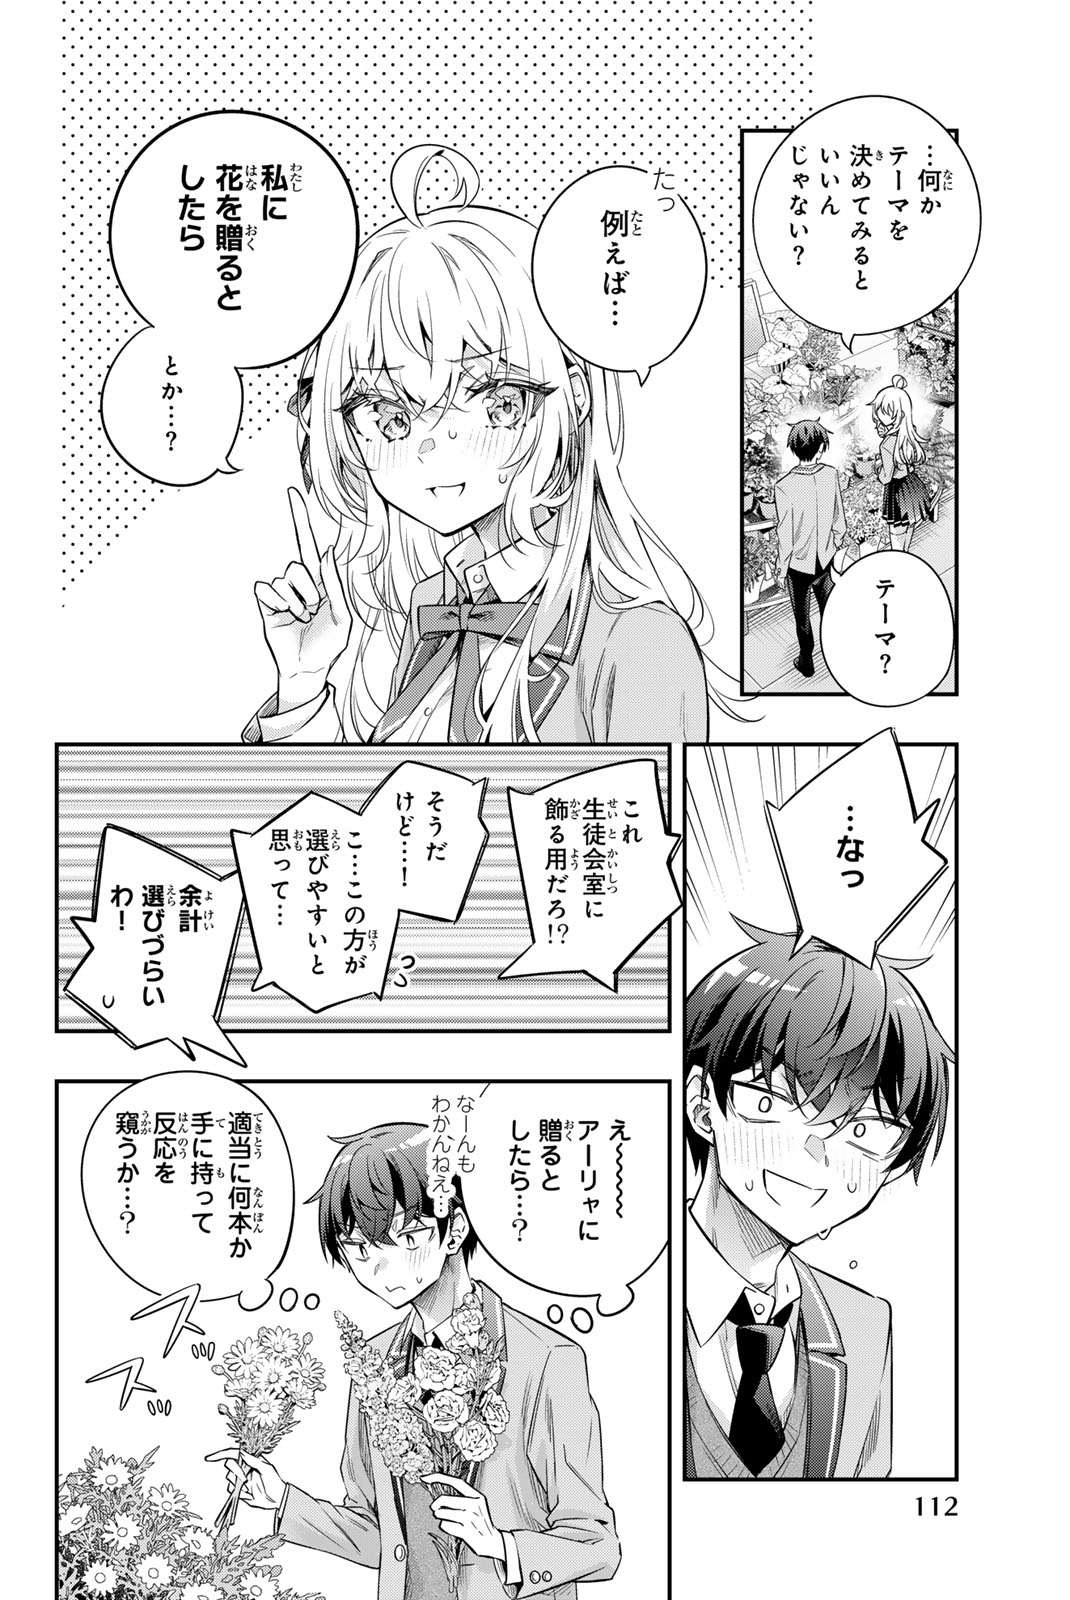 …何か
テーマを
決めてみると
いいん
じゃない？
テーマ？
たっ
例えば…
私に
花を贈ると
したら
とか…？
…なっ
これ
生徒会室に
飾る用だろ!?
そうだ
けど…！
こ…この方が
選びやすいと
思って…
余計
選びづらい
わ！
え〜〜〜
アーリャに
贈ると
したら…？
なーんも
わかんねえ…
適当に何本か
手に持って
反応を
窺うか…？
ズズ
ズズ
112